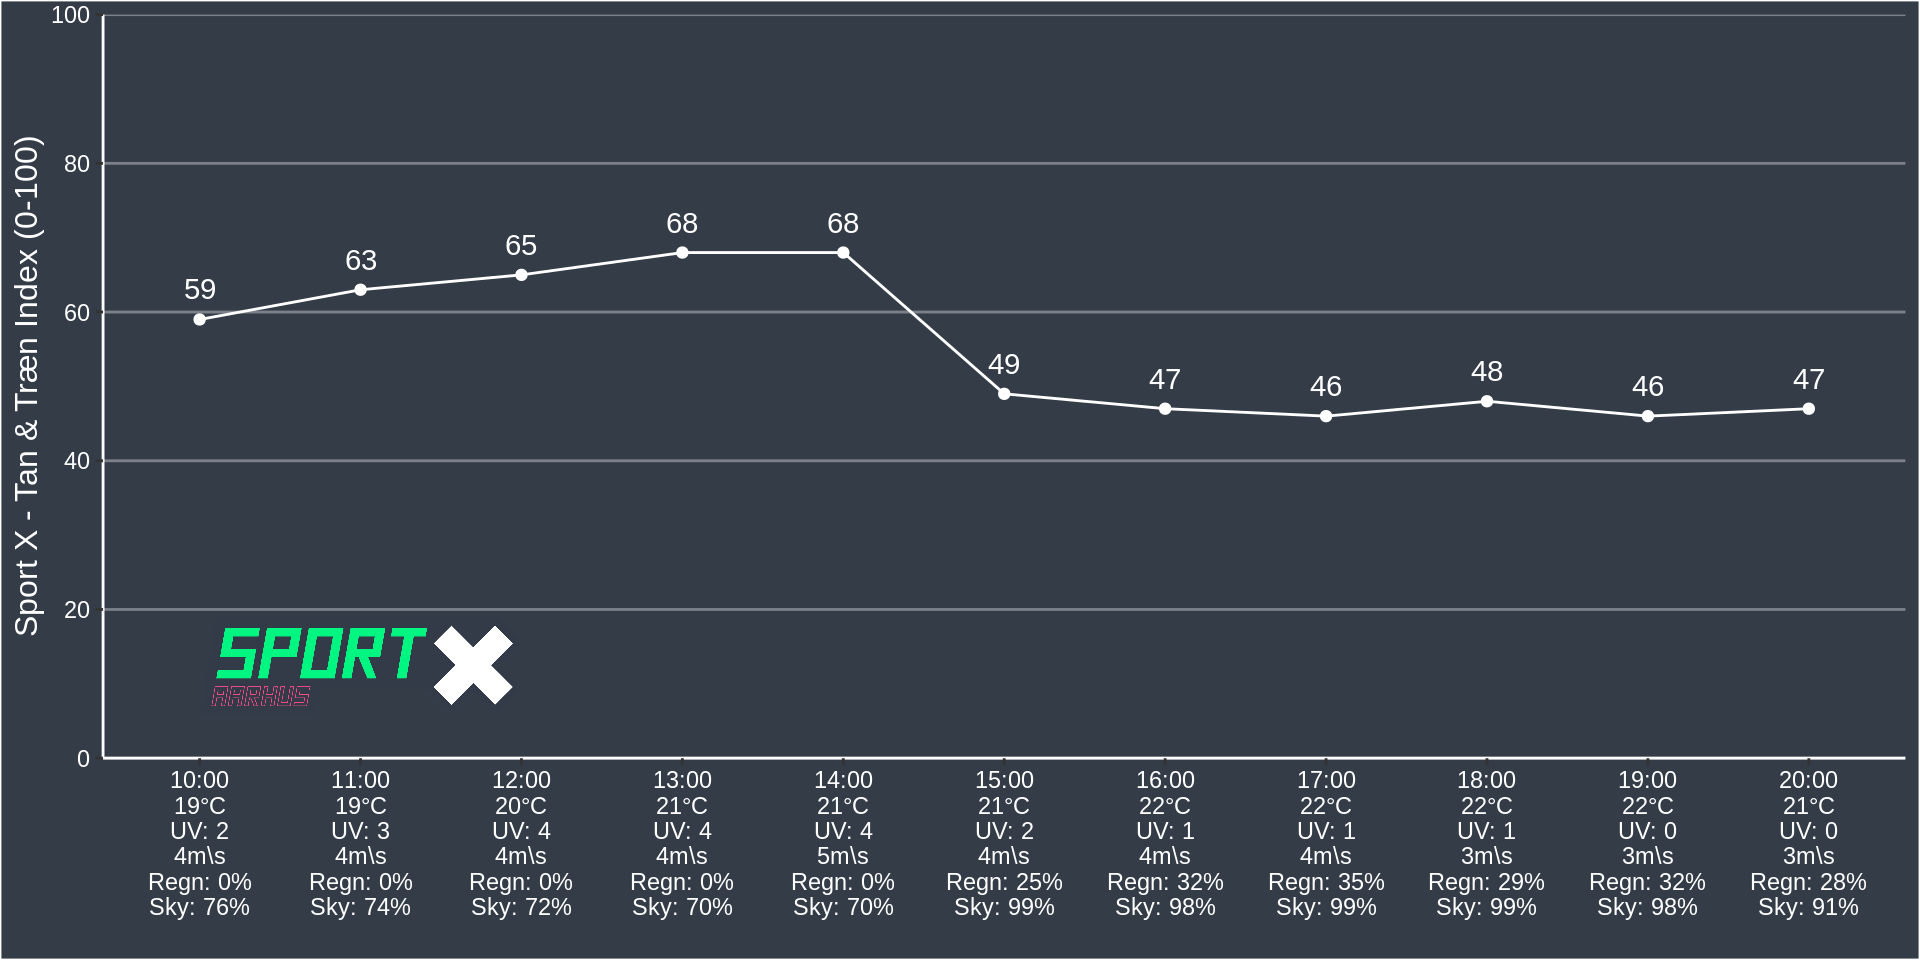 Sport X - Tan & Træn Index (0-100)
100
80
60
40
20
0
59
63
65
68
68
49
47
46
48
46
47
SPORT X
AARHUS
10:00
19°C
UV: 2
4m\s
Regn: 0%
Sky: 76%
11:00
19°C
UV: 3
4m\s
Regn: 0%
Sky: 74%
12:00
20°C
UV: 4
4m\s
Regn: 0%
Sky: 72%
13:00
21°C
UV: 4
4m\s
Regn: 0%
Sky: 70%
14:00
21°C
UV: 4
5m\s
Regn: 0%
Sky: 70%
15:00
21°C
UV: 2
4m\s
Regn: 25%
Sky: 99%
16:00
22°C
UV: 1
4m\s
Regn: 32%
Sky: 98%
17:00
22°C
UV: 1
4m\s
Regn: 35%
Sky: 99%
18:00
22°C
UV: 1
3m\s
Regn: 29%
Sky: 99%
19:00
22°C
UV: 0
3m\s
Regn: 32%
Sky: 98%
20:00
21°C
UV: 0
3m\s
Regn: 28%
Sky: 91%